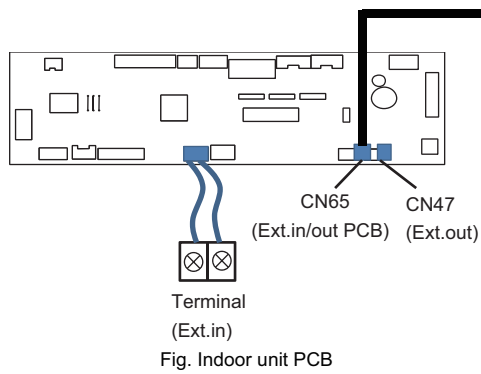 CN65
(Ext.in/out PCB)
CN47
(Ext.out)
Terminal
(Ext.in)
Fig. Indoor unit PCB